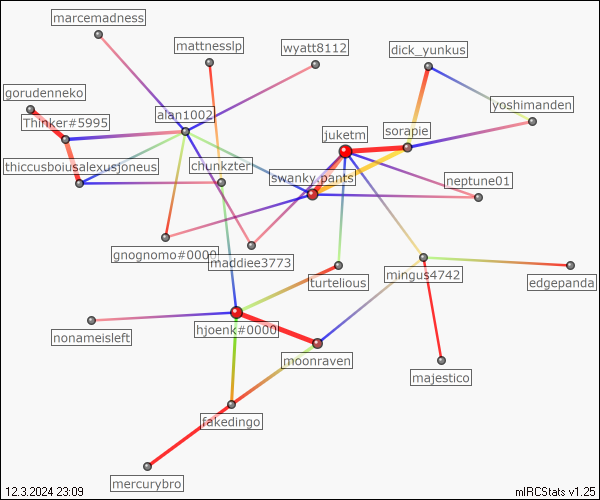 marcemadness
mattnesslp
wyatt8112
dick_yunkus
gorudenneko
yoshimanden
Thinker#5995
alan1002
juketm
sorapie
thiccusboiusalexusjoneus
chunkzter
swanky.pants
neptune01
gnognomo#0000
maddiee3773
turtelious
mingus4742
edgepanda
nonameisleft
hjoenk#0000
moonraven
majestico
fakedingo
mercurybro
12.3.2024 23:09
mIRCStats v1.25